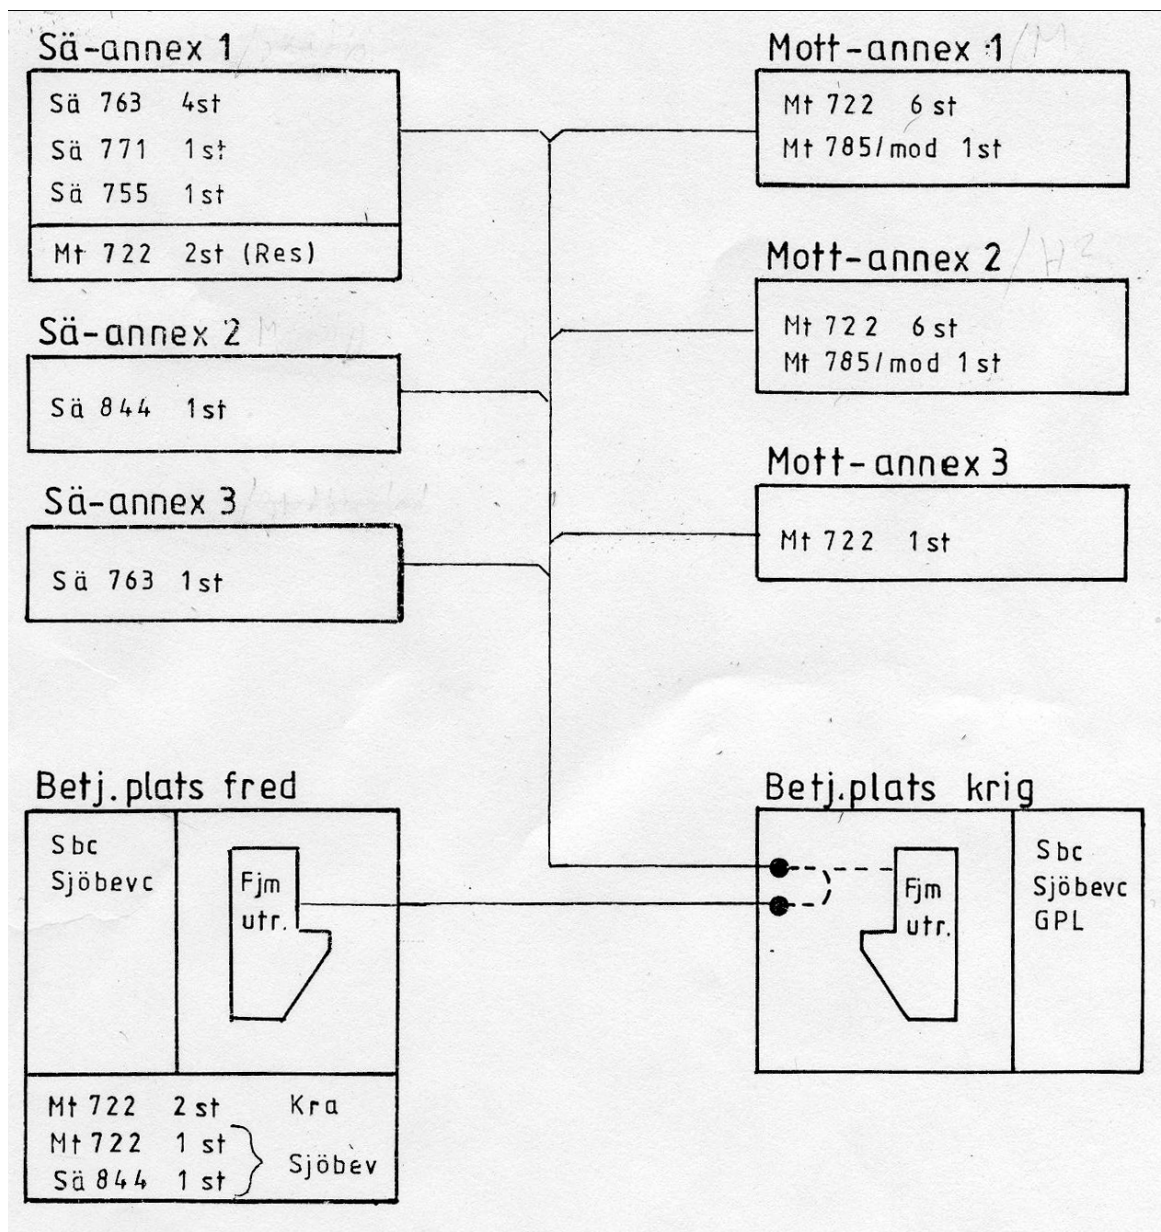 Sä-annex 1
Sä 763 4st
Sä 771 1st
Sä 755 1st
Mt 722 2st (Res)
Sä-annex 2
Sä 844 1st
Sä-annex 3
Sä 763 1st
Mott-annex 1 /M
Mt 722 6 st
Mt 785/mod 1st
Mott-annex 2 /H2
Mt 722 6 st
Mt 785/mod 1st
Mott-annex 3
Mt 722 1st
Betj.plats fred
Sbc
Sjöbevc
Fjm
utr.
Mt 722 2 st Kra
Mt 722 1 st
Sä 844 1 st
Sjöbev
Betj.plats krig
Fjm
utr.
Sbc
Sjöbevc
GPL